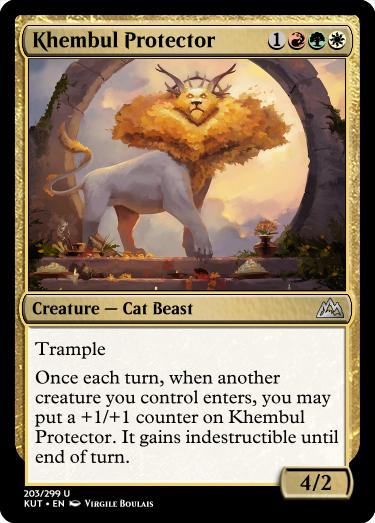 Khembul Protector 1
Creature — Cat Beast
Trample
Once each turn, when another
creature you control enters, you may
put a +1/+1 counter on Khembul
Protector. It gains indestructible until
end of turn.
4/2
203/299 U
KUT • EN Virgile Boulais